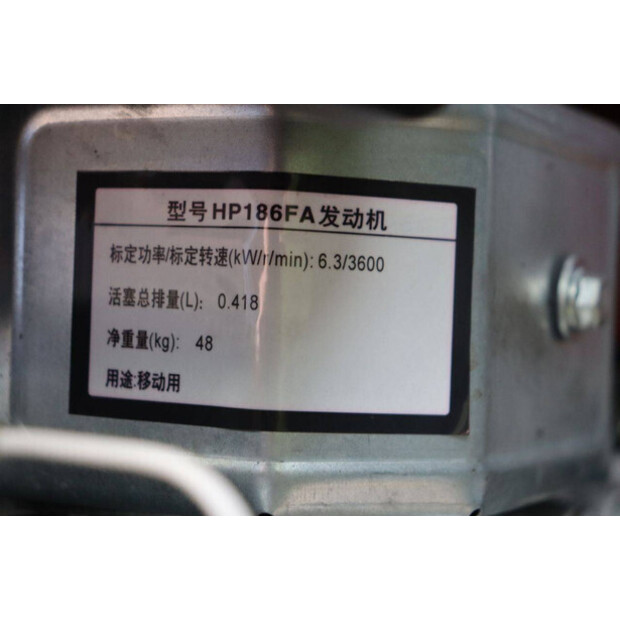 型号HP186FA发动机
标定功率/标定转速(kW/r/min): 6.3/3600
活塞总排量(L): 0.418
净重量(kg): 48
用途:移动用